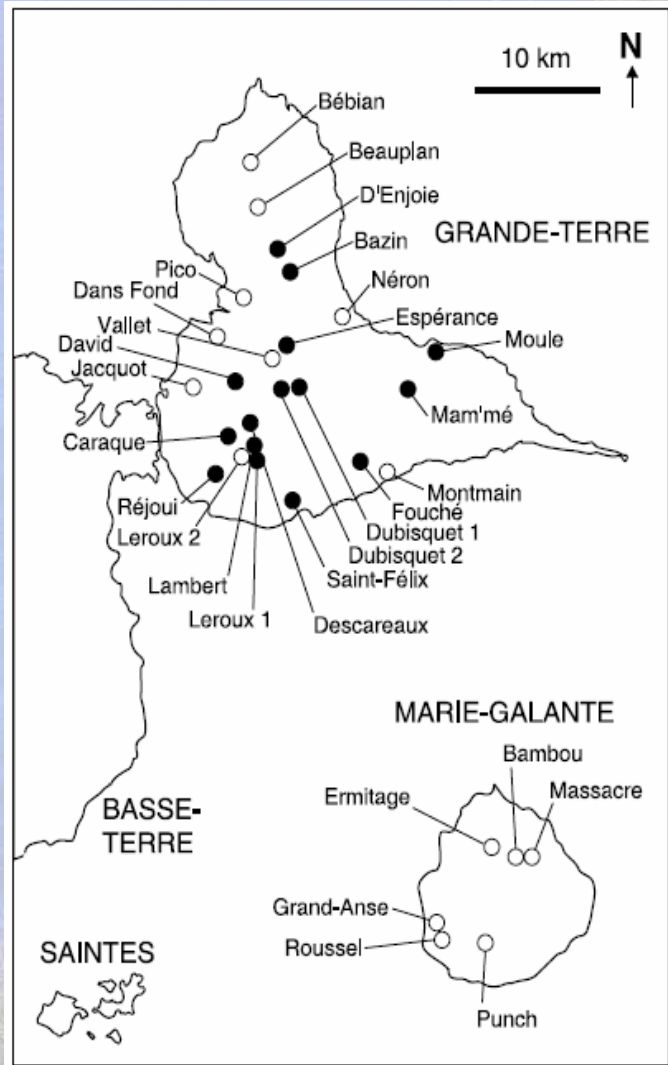 10 km
N
Bébian
Beauplan
D'Enjoie
Bazin
GRANDE-TERRE
Pico
Néron
Dans Fond
Vallet
Espérance
David
Moule
Jacquot
Mam'mé
Caraque
Réjoui
Montmain
Fouché
Leroux 2
Dubisquet 1
Dubisquet 2
Lambert
Saint-Félix
Leroux 1
Descareaux
MARIE-GALANTE
Bambou
Ermitage
Massacre
BASSE-
TERRE
Grand-Anse
Roussel
SAINTES
Punch